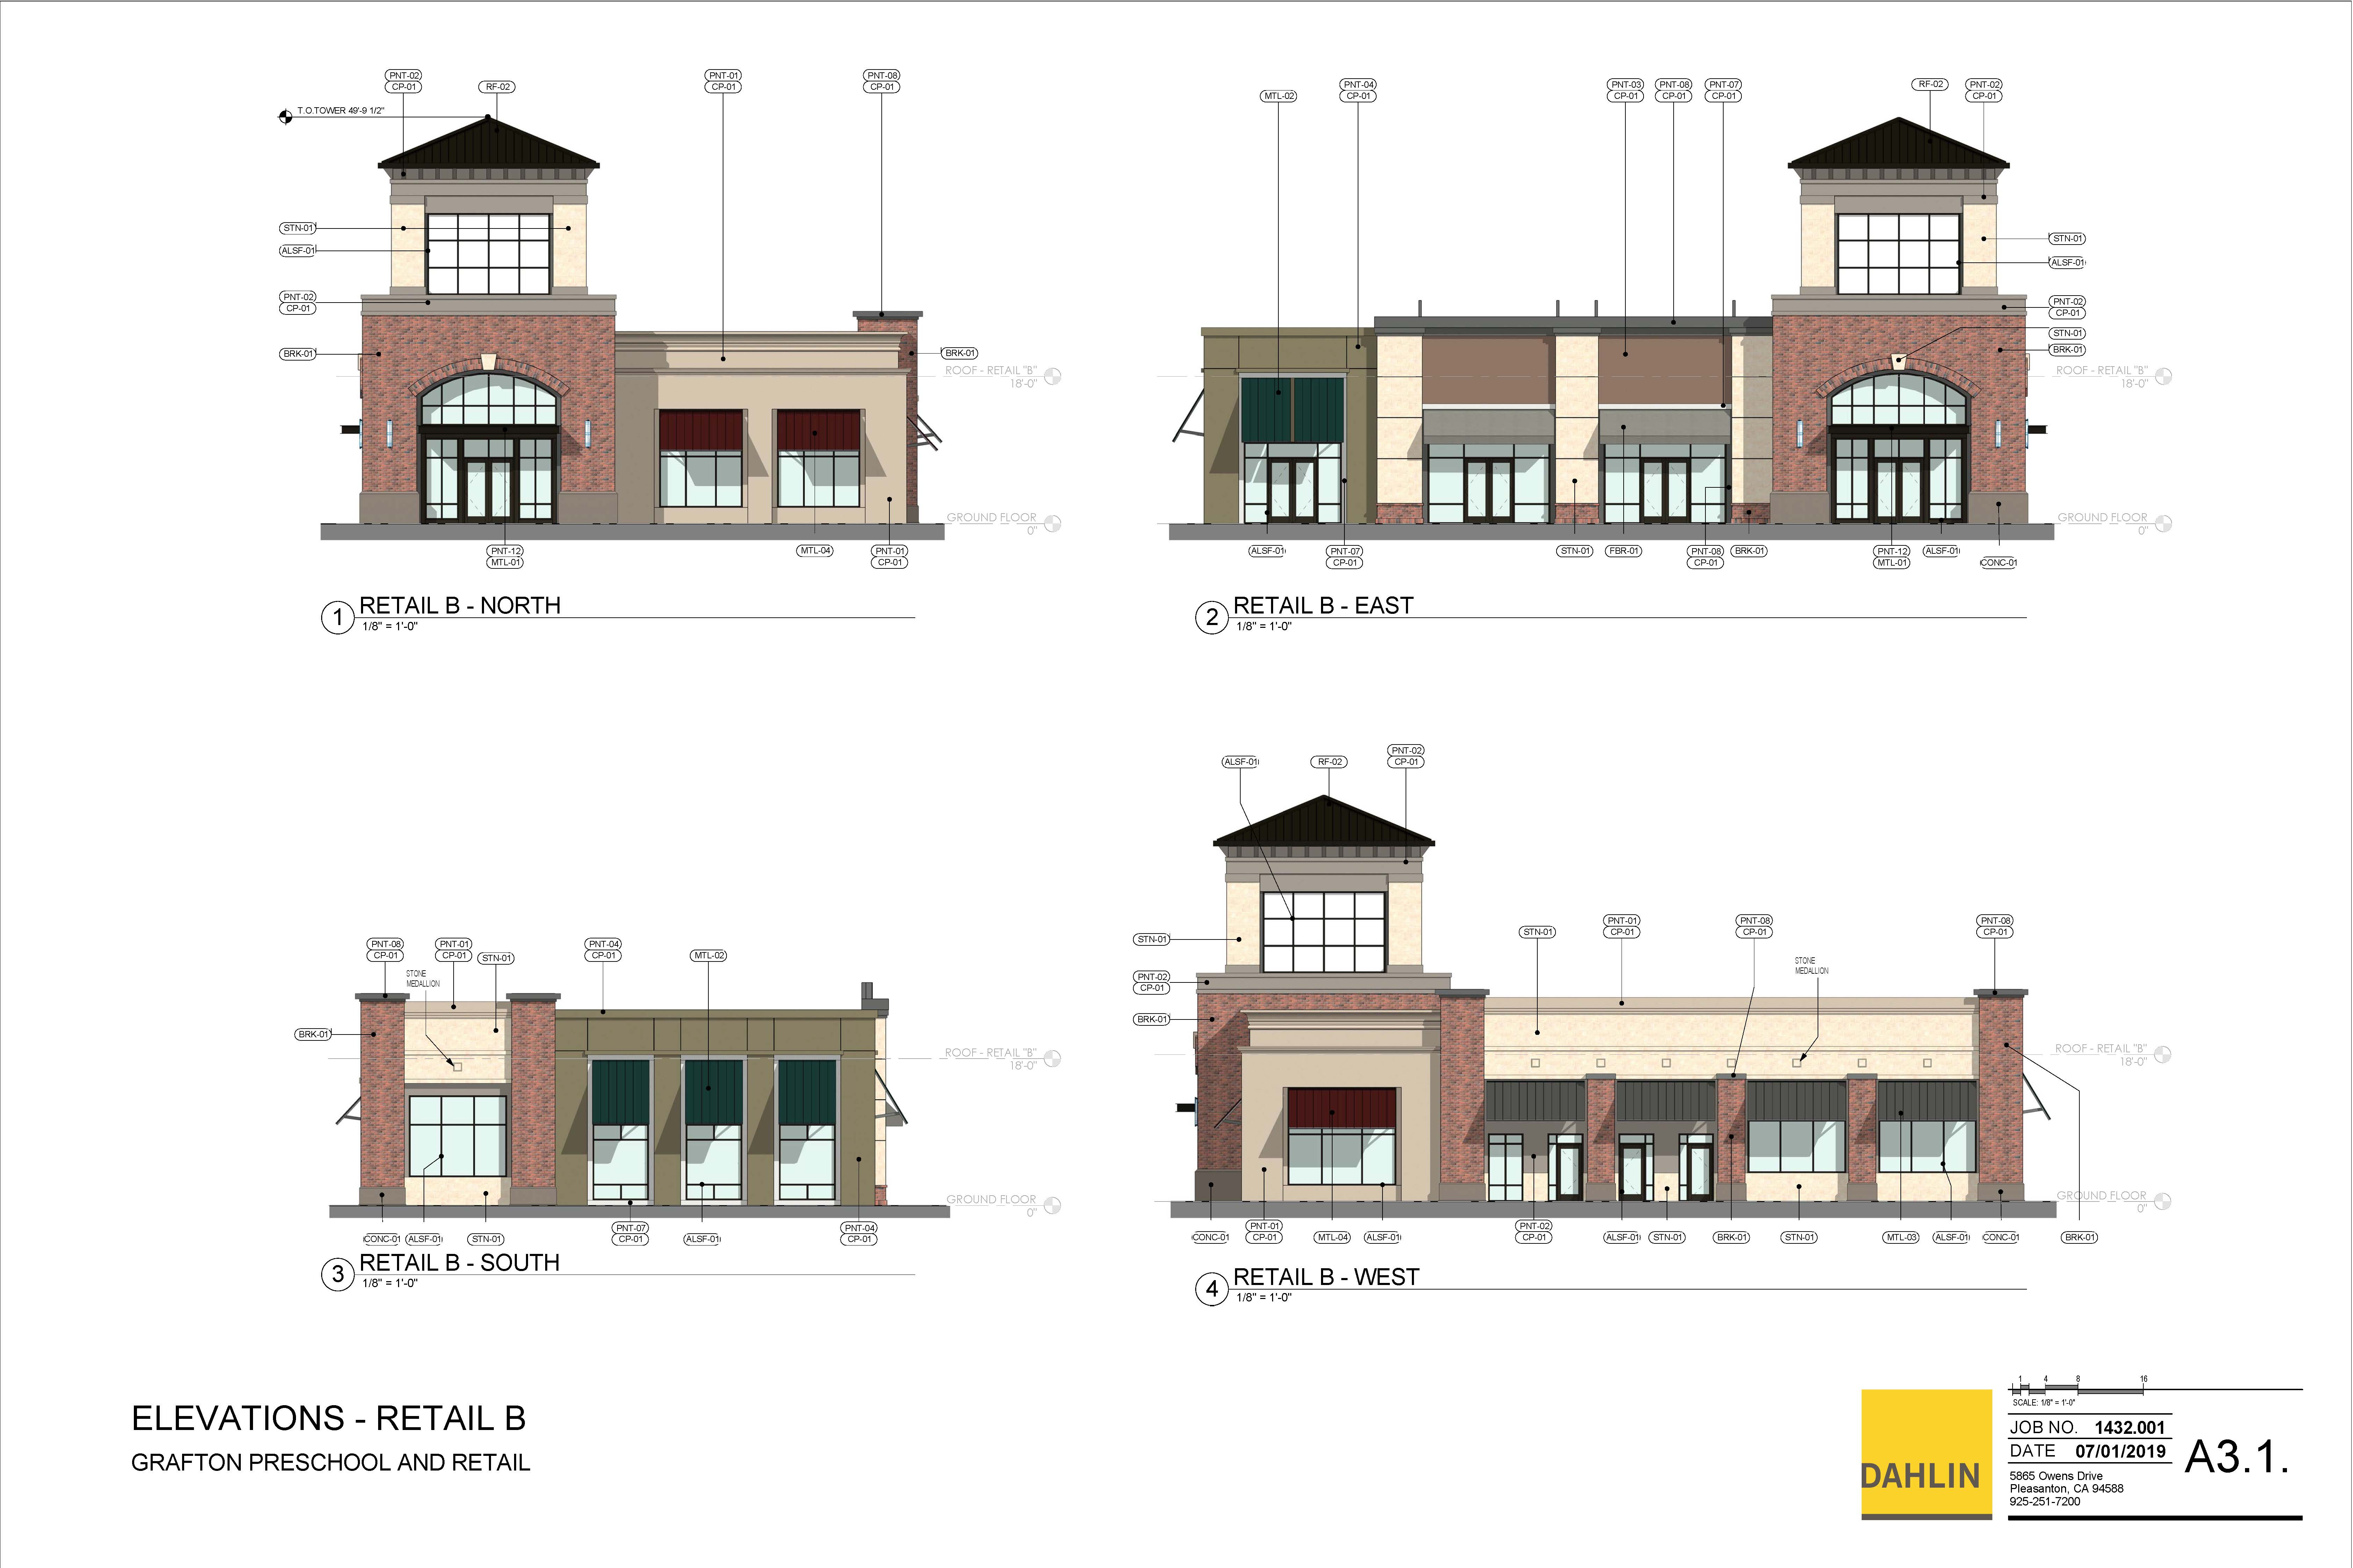 PNT-02
CP-01
RF-02
PNT-01
CP-01
PNT-08
CP-01
T.O.TOWER 49'-9 1/2"
STN-01
ALSF-01
PNT-02
CP-01
BRK-01
BRK-01
ROOF - RETAIL "B"
18'-0"
GROUND FLOOR
0"
PNT-12
MTL-01
MTL-04
PNT-01
CP-01
1 RETAIL B - NORTH
1/8" = 1'-0"
MTL-02
PNT-04
CP-01
PNT-03
CP-01
PNT-08
CP-01
PNT-07
CP-01
RF-02
PNT-02
CP-01
STN-01
ALSF-01
PNT-02
CP-01
STN-01
BRK-01
ROOF - RETAIL "B"
18'-0"
GROUND FLOOR
0"
ALSF-01
PNT-07
CP-01
STN-01
FBR-01
PNT-08
CP-01
BRK-01
PNT-12
MTL-01
ALSF-01
CONC-01
2 RETAIL B - EAST
1/8" = 1'-0"
PNT-08
CP-01
PNT-01
CP-01
STN-01
PNT-04
CP-01
MTL-02
STONE
MEDALLION
BRK-01
ROOF - RETAIL "B"
18'-0"
GROUND FLOOR
0"
CONC-01
ALSF-01
STN-01
PNT-07
CP-01
ALSF-01
PNT-04
CP-01
3 RETAIL B - SOUTH
1/8" = 1'-0"
ALSF-01
RF-02
PNT-02
CP-01
STN-01
PNT-02
CP-01
BRK-01
STN-01
PNT-01
CP-01
PNT-08
CP-01
STONE
MEDALLION
PNT-08
CP-01
ROOF - RETAIL "B"
18'-0"
GROUND FLOOR
0"
CONC-01
PNT-01
CP-01
MTL-04
ALSF-01
PNT-02
CP-01
ALSF-01
STN-01
BRK-01
STN-01
MTL-03
ALSF-01
CONC-01
BRK-01
4 RETAIL B - WEST
1/8" = 1'-0"
ELEVATIONS - RETAIL B
GRAFTON PRESCHOOL AND RETAIL
DAHLIN
1 4 8 16
SCALE: 1/8" = 1'-0"
JOB NO. 1432.001
DATE 07/01/2019
A3.1.
5865 Owens Drive
Pleasanton, CA 94588
925-251-7200